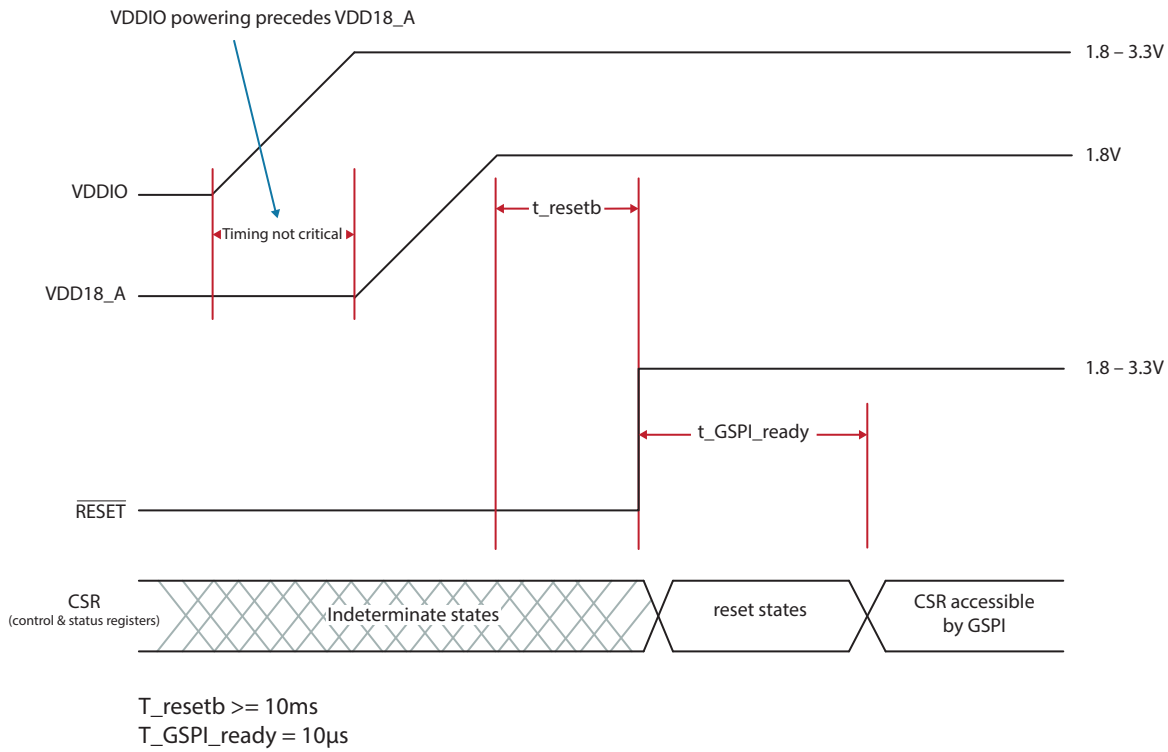 VDDIO powering precedes VDD18_A
1.8 – 3.3V
1.8V
VDDIO
t_resetb
Timing not critical
VDD18_A
1.8 – 3.3V
t_GSPI_ready
RESET
CSR
(control & status registers)
Indeterminate states
reset states
CSR accessible
by GSPI
T_resetb >= 10ms
T_GSPI_ready = 10µs